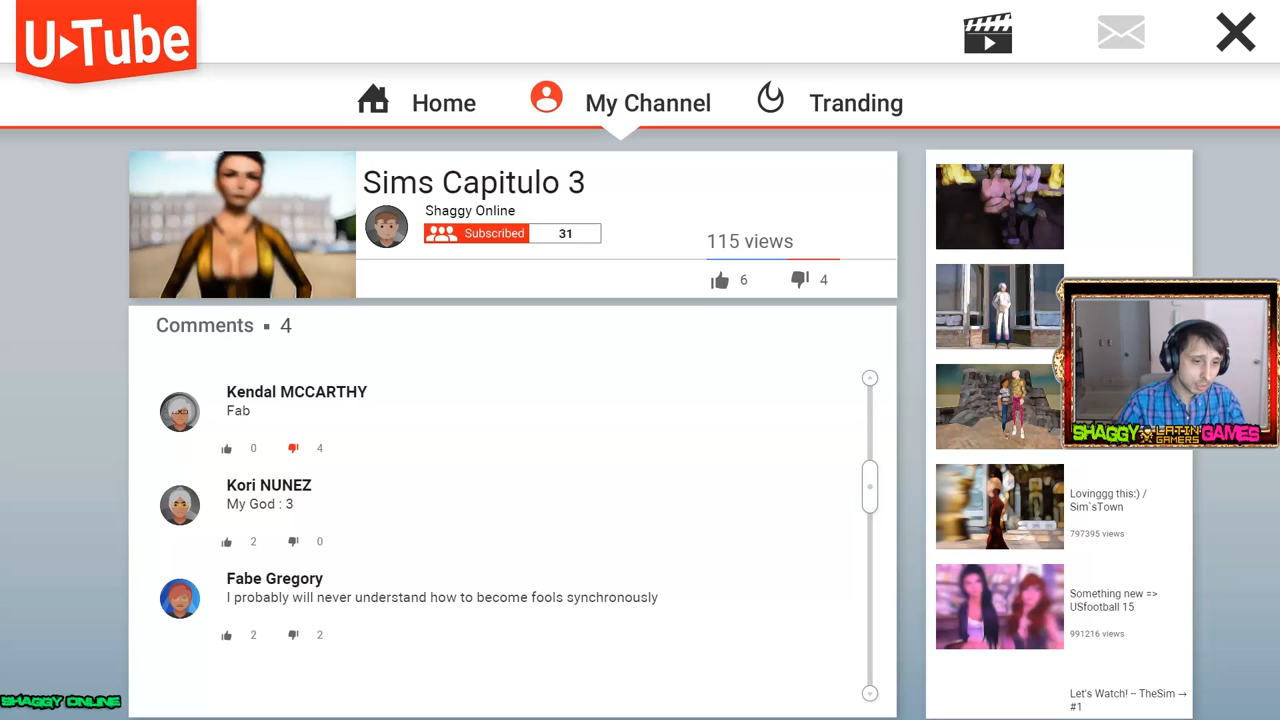 U Tube
Home
My Channel
Tranding
Sims Capitulo 3
Shaggy Online
Subscribed
31
115 views
6
4
Comments ▪ 4
Kendal MCCARTHY
Fab
0
4
Kori NUNEZ
My God : 3
2
0
Fabe Gregory
I probably will never understand how to become fools synchronously
2
2
SHAGGY LATIN GAMERS GAMES
Lovinggg this:) /
Sim`sTown
797395 views
Something new =>
USfootball 15
991216 views
Let's Watch! – TheSim →
#1
SHAGGY ONLINE